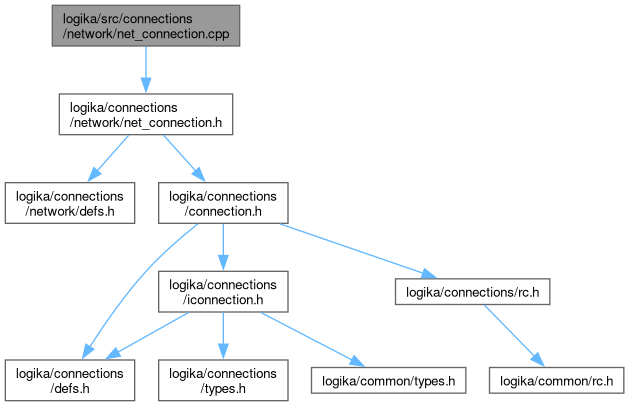 logika/src/connections
/network/net_connection.cpp
logika/connections
/network/net_connection.h
logika/connections
/network/defs.h
logika/connections
/connection.h
logika/connections
/iconnection.h
logika/connections/rc.h
logika/connections
/defs.h
logika/connections
/types.h
logika/common/types.h
logika/common/rc.h